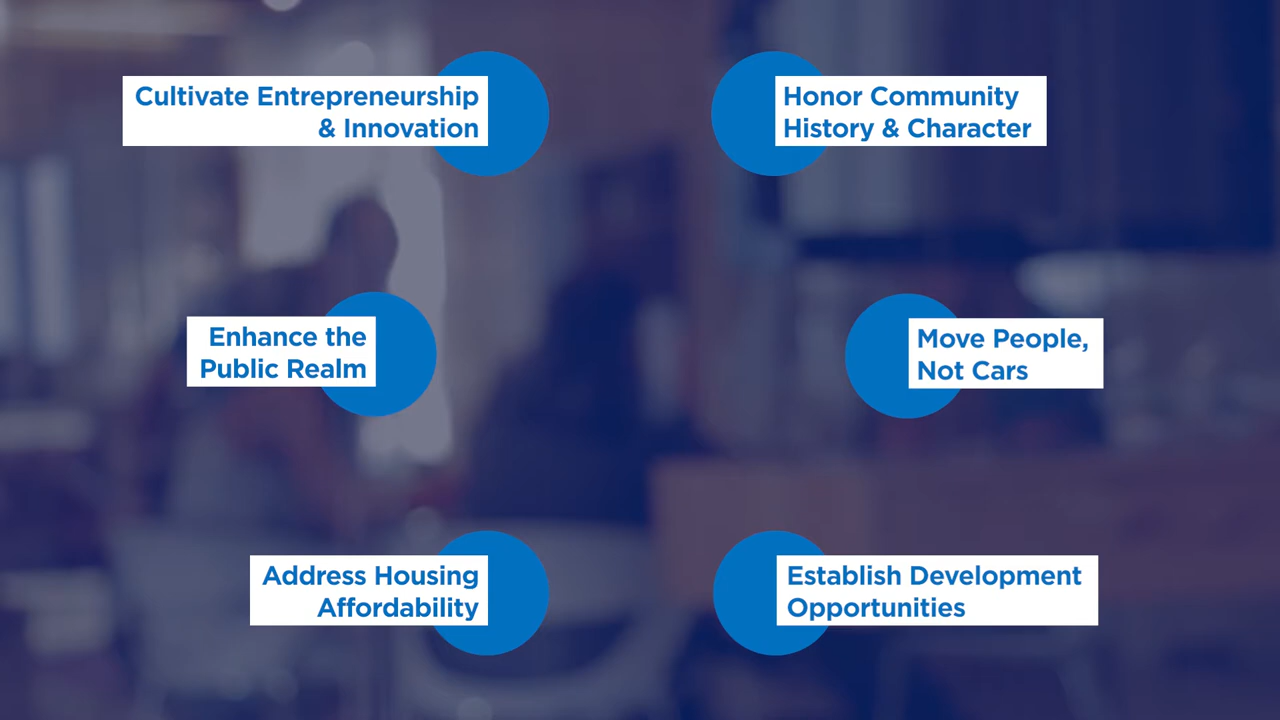 Cultivate Entrepreneurship
& Innovation
Honor Community
History & Character
Enhance the
Public Realm
Move People,
Not Cars
Address Housing
Affordability
Establish Development
Opportunities